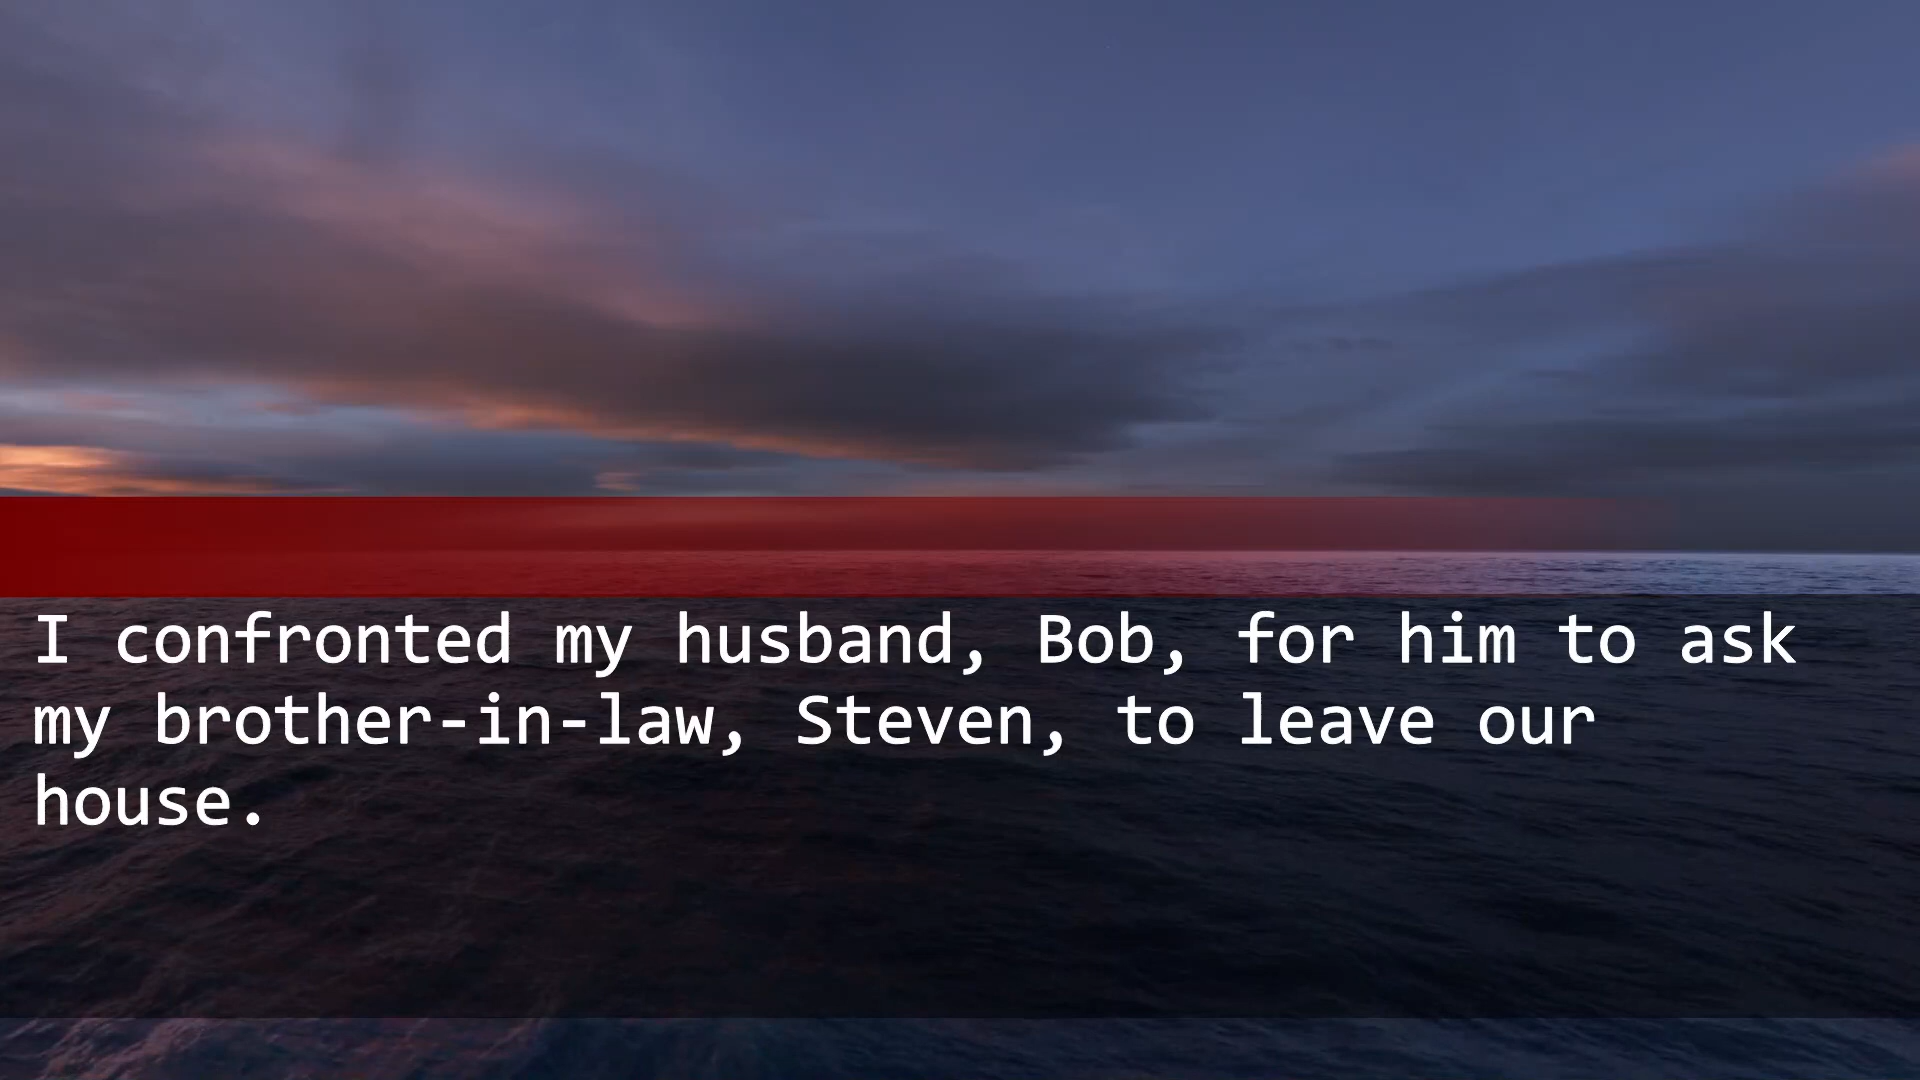 I confronted my husband, Bob, for him to ask
my brother-in-law, Steven, to leave our
house.